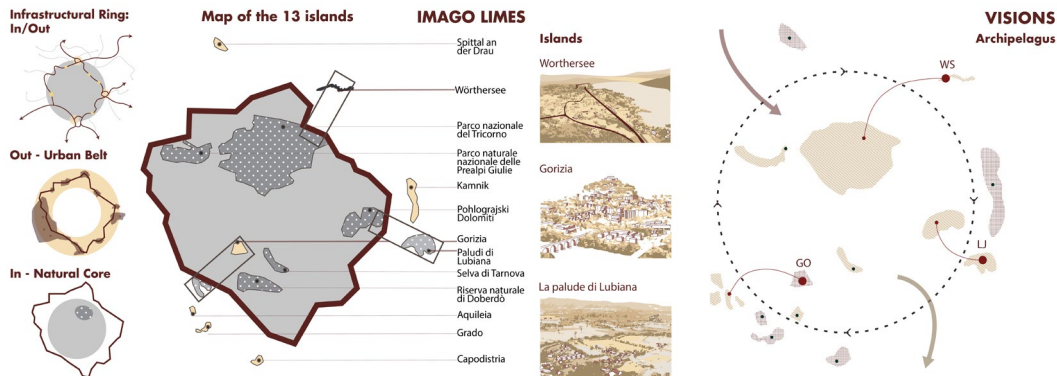 Infrastructural Ring:
In/Out
Out - Urban Belt
In - Natural Core
Map of the 13 islands
IMAGO LIMES
Spittal an
der Drau
Wörthersee
Parco nazionale
del Tricorno
Parco naturale
nazionale delle
Prealpi Giulie
Kamnik
Pohlograjski
Dolomiti
Gorizia
Paludi di
Lubiana
Selva di Tarnova
Riserva naturale
di Doberdò
Aquileia
Grado
Capodistria
Islands
Worthersee
Gorizia
La palude di Lubiana
VISIONS
Archipelagus
WS
LJ
GO